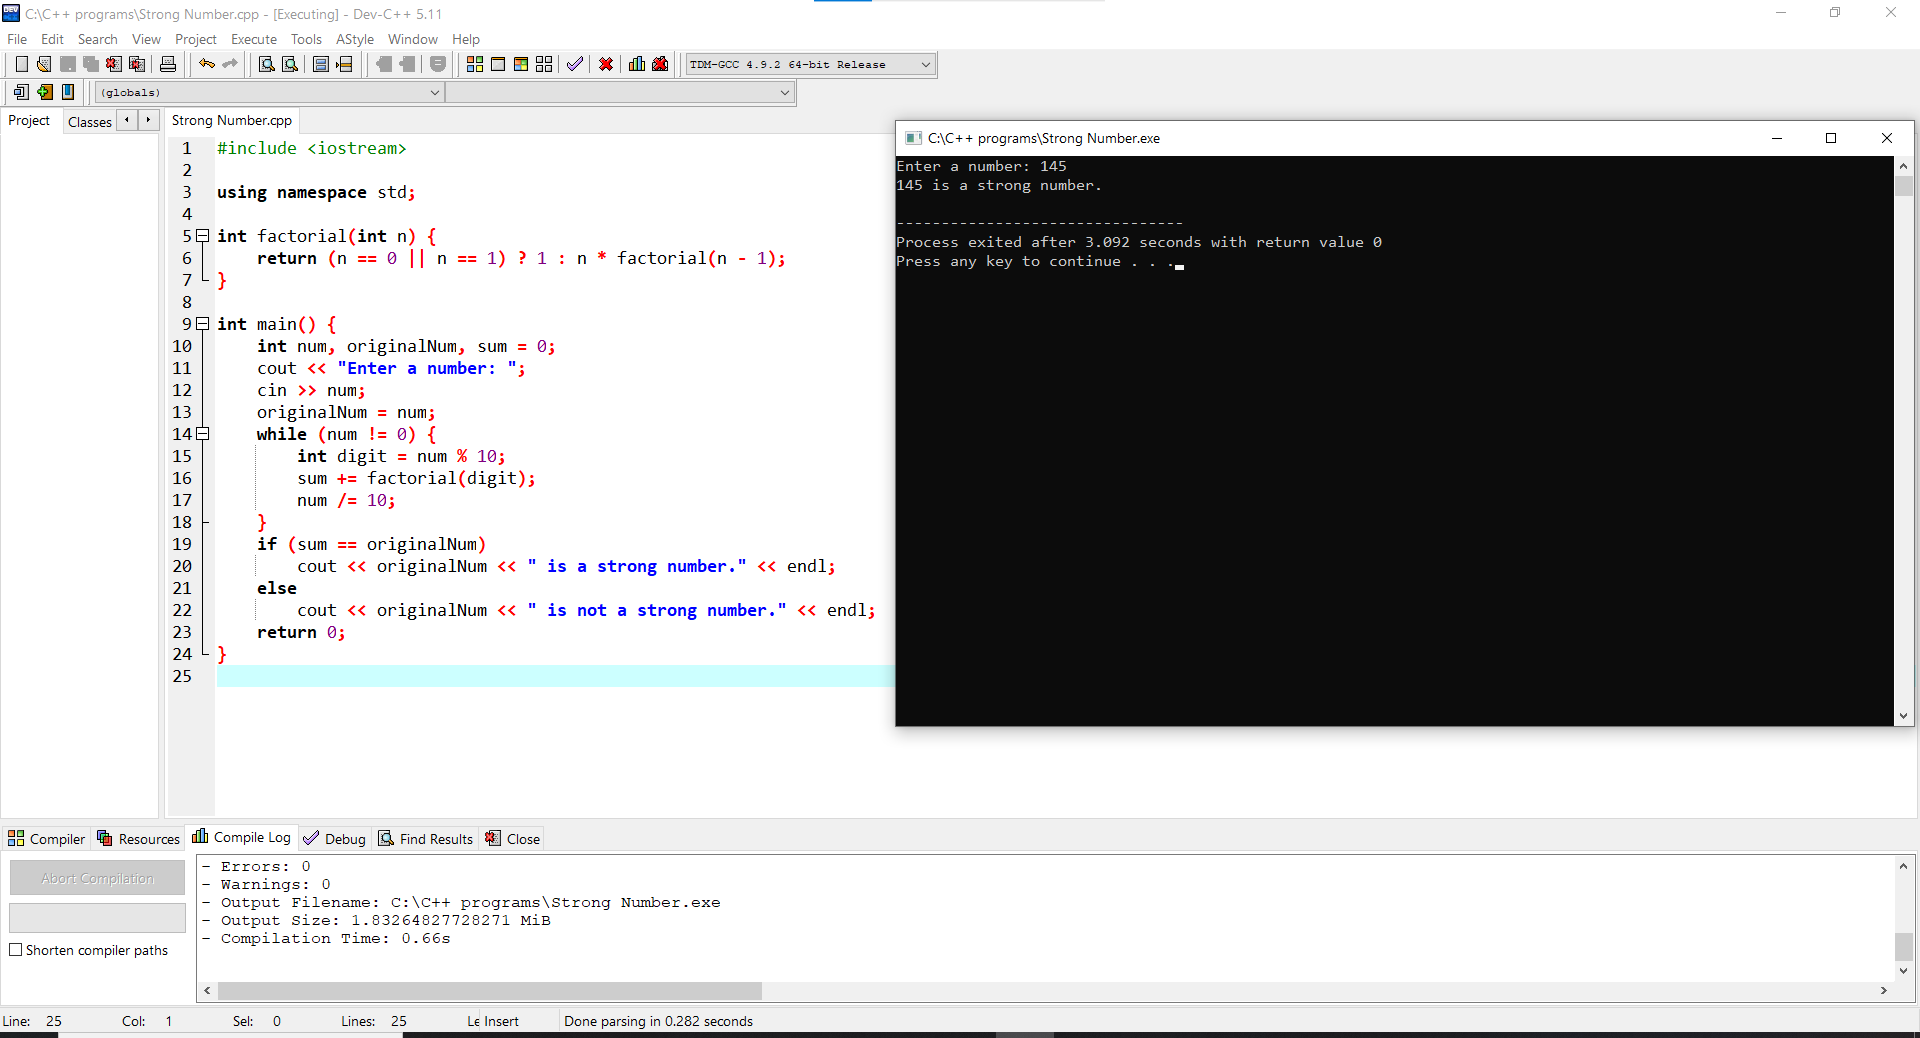 C:\C++ programs\Strong Number.cpp - [Executing] - Dev-C++ 5.11
File Edit Search View Project Execute Tools AStyle Window Help
TDM-GCC 4.9.2 64-bit Release
(globals)
Project Classes Strong Number.cpp
1 #include <iostream>
2
3 using namespace std;
4
5 int factorial(int n) {
6     return (n == 0 || n == 1) ? 1 : n * factorial(n - 1);
7 }
8
9 int main() {
10     int num, originalNum, sum = 0;
11     cout << "Enter a number: ";
12     cin >> num;
13     originalNum = num;
14     while (num != 0) {
15         int digit = num % 10;
16         sum += factorial(digit);
17         num /= 10;
18     }
19     if (sum == originalNum)
20         cout << originalNum << " is a strong number." << endl;
21     else
22         cout << originalNum << " is not a strong number." << endl;
23     return 0;
24 }
25
C:\C++ programs\Strong Number.exe
Enter a number: 145
145 is a strong number.
--------------------------------
Process exited after 3.092 seconds with return value 0
Press any key to continue . . .
Compiler Resources Compile Log Debug Find Results Close
Abort Compilation
Shorten compiler paths
- Errors: 0
- Warnings: 0
- Output Filename: C:\C++ programs\Strong Number.exe
- Output Size: 1.83264827728271 MiB
- Compilation Time: 0.66s
Line: 25 Col: 1 Sel: 0 Lines: 25 Le Insert Done parsing in 0.282 seconds